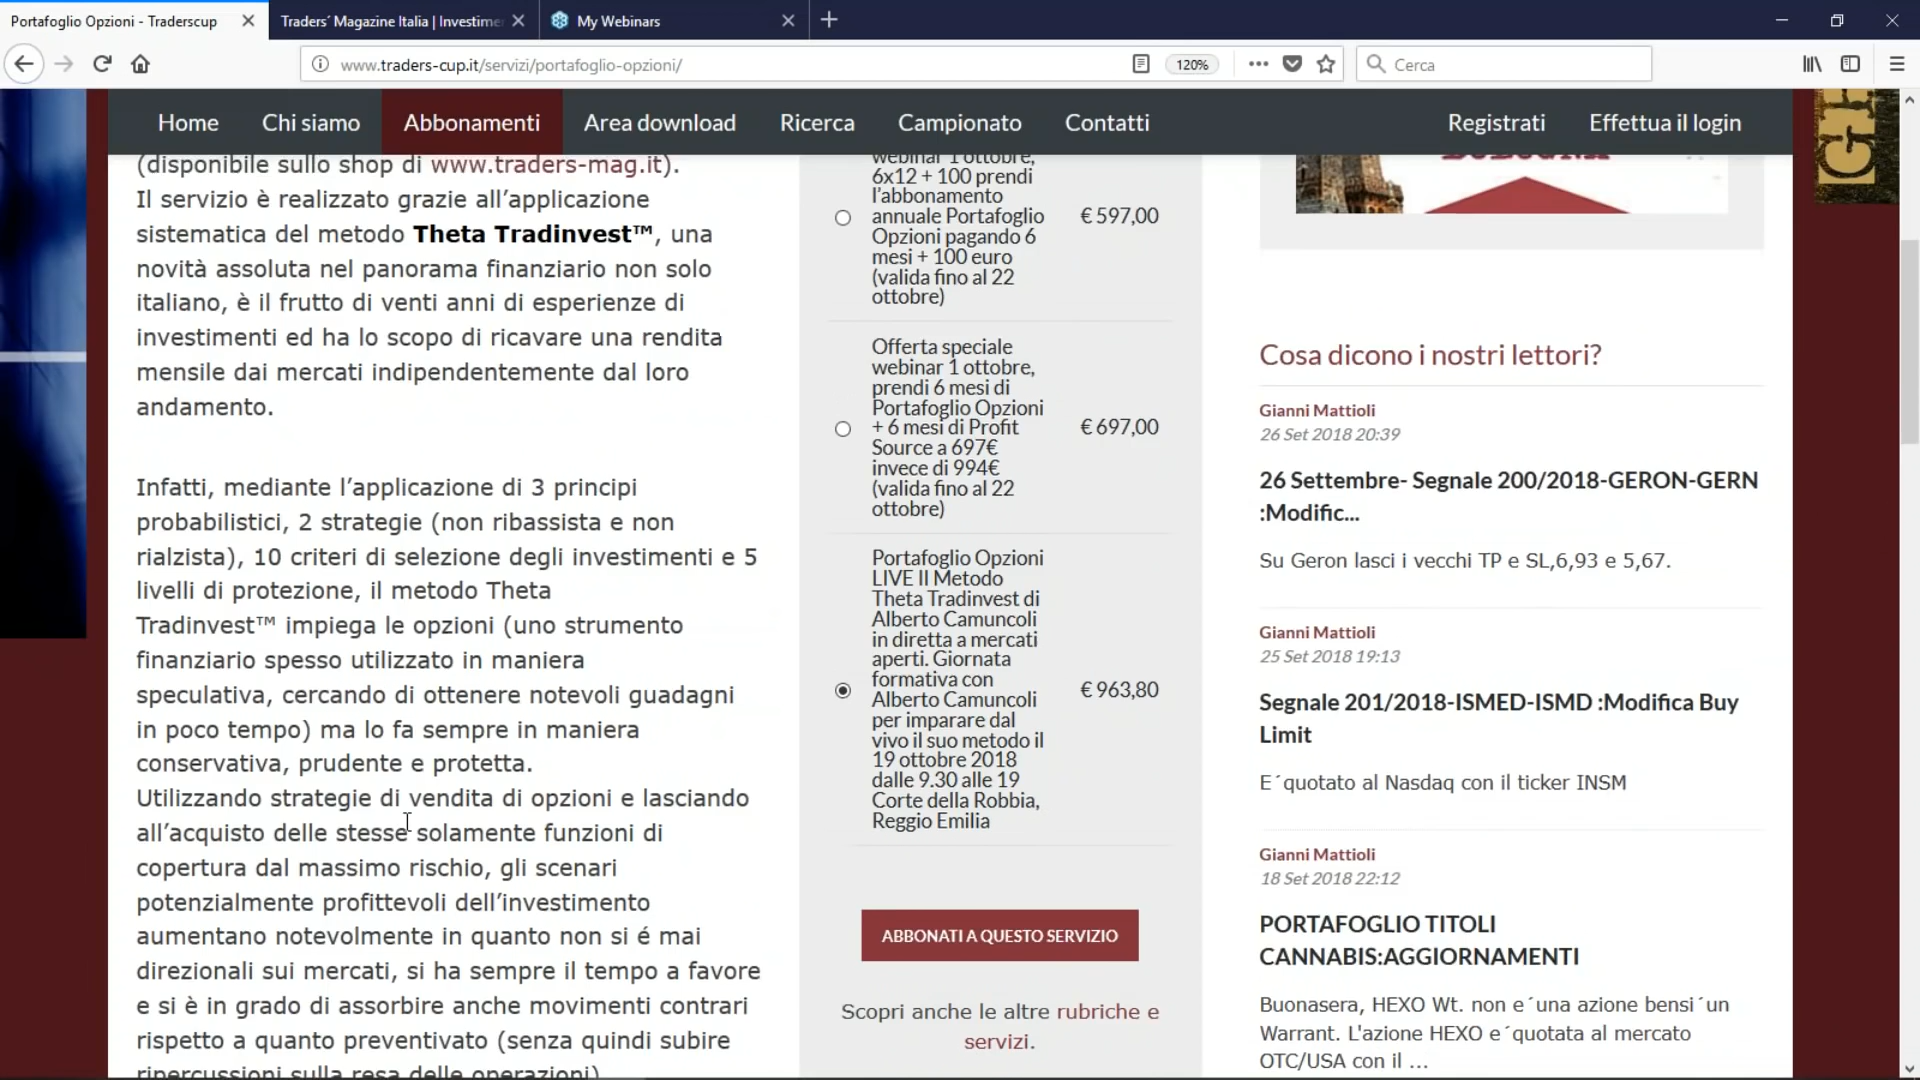 Portafoglio Opzioni - Traderscup
Traders´ Magazine Italia | Investime
My Webinars
www.traders-cup.it/servizi/portafoglio-opzioni/
120%
Cerca
Home
Chi siamo
Abbonamenti
Area download
Ricerca
Campionato
Contatti
Registrati
Effettua il login
(disponibile sullo shop di www.traders-mag.it).
Il servizio è realizzato grazie all’applicazione
sistematica del metodo Theta Tradinvest™, una
novità assoluta nel panorama finanziario non solo
italiano, è il frutto di venti anni di esperienze di
investimenti ed ha lo scopo di ricavare una rendita
mensile dai mercati indipendentemente dal loro
andamento.
Infatti, mediante l’applicazione di 3 principi
probabilistici, 2 strategie (non ribassista e non
rialzista), 10 criteri di selezione degli investimenti e 5
livelli di protezione, il metodo Theta
Tradinvest™ impiega le opzioni (uno strumento
finanziario spesso utilizzato in maniera
speculativa, cercando di ottenere notevoli guadagni
in poco tempo) ma lo fa sempre in maniera
conservativa, prudente e protetta.
Utilizzando strategie di vendita di opzioni e lasciando
all’acquisto delle stesse solamente funzioni di
copertura dal massimo rischio, gli scenari
potenzialmente profittevoli dell’investimento
aumentano notevolmente in quanto non si é mai
direzionali sui mercati, si ha sempre il tempo a favore
e si è in grado di assorbire anche movimenti contrari
rispetto a quanto preventivato (senza quindi subire
ripercussioni sulla resa delle operazioni)
webinar 1 ottobre,
6x12 + 100 prendi
l’abbonamento
annuale Portafoglio
Opzioni pagando 6
mesi + 100 euro
(valida fino al 22
ottobre)
€ 597,00
Offerta speciale
webinar 1 ottobre,
prendi 6 mesi di
Portafoglio Opzioni
+ 6 mesi di Profit
Source a 697€
invece di 994€
(valida fino al 22
ottobre)
€ 697,00
Portafoglio Opzioni
LIVE Il Metodo
Theta Tradinvest di
Alberto Camuncoli
in diretta a mercati
aperti. Giornata
formativa con
Alberto Camuncoli
per imparare dal
vivo il suo metodo il
19 ottobre 2018
dalle 9.30 alle 19
Corte della Robbia,
Reggio Emilia
€ 963,80
ABBONATI A QUESTO SERVIZIO
Scopri anche le altre rubriche e
servizi.
BOLOGNA
Cosa dicono i nostri lettori?
Gianni Mattioli
26 Set 2018 20:39
26 Settembre- Segnale 200/2018-GERON-GERN
:Modific...
Su Geron lasci i vecchi TP e SL,6,93 e 5,67.
Gianni Mattioli
25 Set 2018 19:13
Segnale 201/2018-ISMED-ISMD :Modifica Buy
Limit
E´quotato al Nasdaq con il ticker INSM
Gianni Mattioli
18 Set 2018 22:12
PORTAFOGLIO TITOLI
CANNABIS:AGGIORNAMENTI
Buonasera, HEXO Wt. non e´una azione bensi´un
Warrant. L'azione HEXO e´quotata al mercato
OTC/USA con il ...